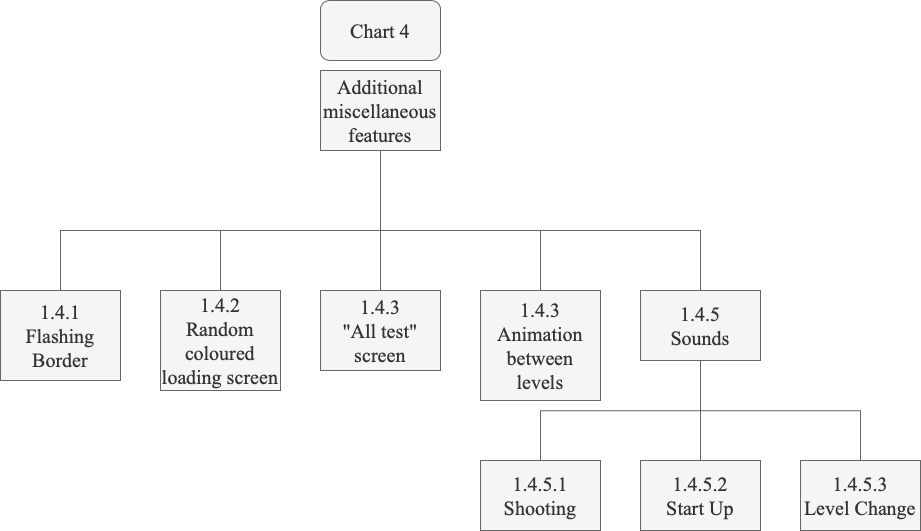 Chart 4
Additional
miscellaneous
features
1.4.1
Flashing
Border
1.4.2
Random
coloured
loading screen
1.4.3
"All test"
screen
1.4.3
Animation
between
levels
1.4.5
Sounds
1.4.5.1
Shooting
1.4.5.2
Start Up
1.4.5.3
Level Change